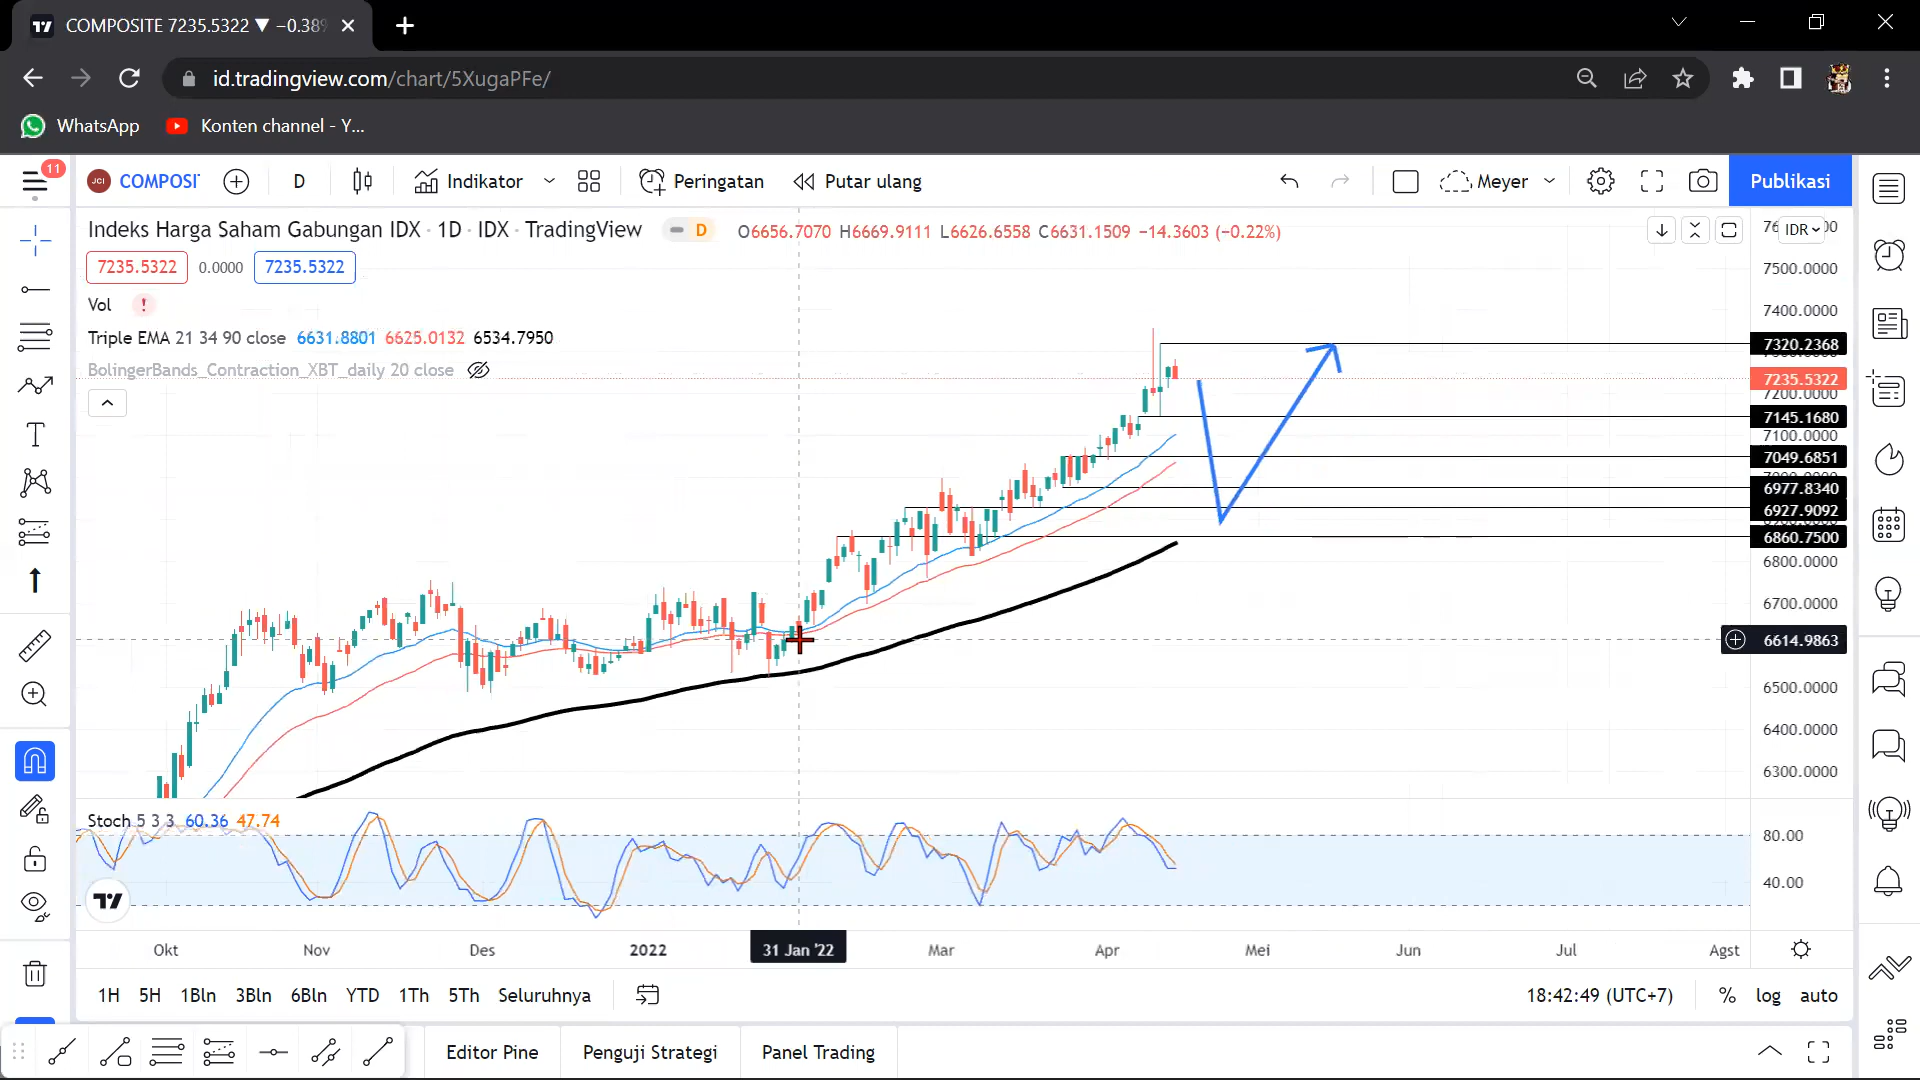 COMPOSITE 7235.5322 ▼ −0.38%
id.tradingview.com/chart/5XugaPFe/
WhatsApp
Konten channel - Y...
11
JCI
COMPOSI
D
Indikator
Peringatan
Putar ulang
Meyer
Publikasi
Indeks Harga Saham Gabungan IDX · 1D · IDX · TradingView
D
O6656.7070 H6669.9111 L6626.6558 C6631.1509 −14.3603 (−0.22%)
IDR
7235.5322
0.0000
7235.5322
Vol
Triple EMA 21 34 90 close 6631.8801 6625.0132 6534.7950
BolingerBands_Contraction_XBT_daily 20 close
7500.0000
7400.0000
7320.2368
7235.5322
7200.0000
7145.1680
7100.0000
7049.6851
6977.8340
6927.9092
6860.7500
6800.0000
6700.0000
6614.9863
6500.0000
6400.0000
6300.0000
Stoch 5 3 3 60.36 47.74
80.00
40.00
Okt
Nov
Des
2022
31 Jan '22
Mar
Apr
Mei
Jun
Jul
Agst
1H 5H 1Bln 3Bln 6Bln YTD 1Th 5Th Seluruhnya
18:42:49 (UTC+7)
% log auto
Editor Pine
Penguji Strategi
Panel Trading